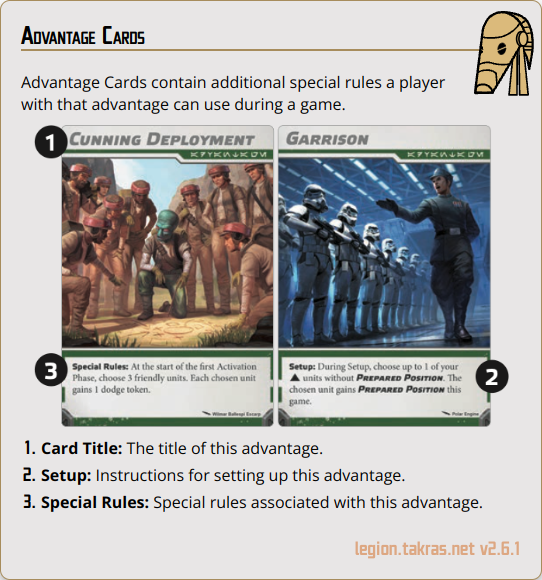 Advantage Cards
Advantage Cards contain additional special rules a player
with that advantage can use during a game.
1
Cunning Deployment
Garrison
3
Special Rules: At the start of the first Activation
Phase, choose 3 friendly units. Each chosen unit
gains 1 dodge token.
Setup: During Setup, choose up to 1 of your
▲ units without Prepared Position. The
chosen unit gains Prepared Position this
game.
2
Polar Engine
1. Card Title: The title of this advantage.
2. Setup: Instructions for setting up this advantage.
3. Special Rules: Special rules associated with this advantage.
legion.takras.net v2.6.1